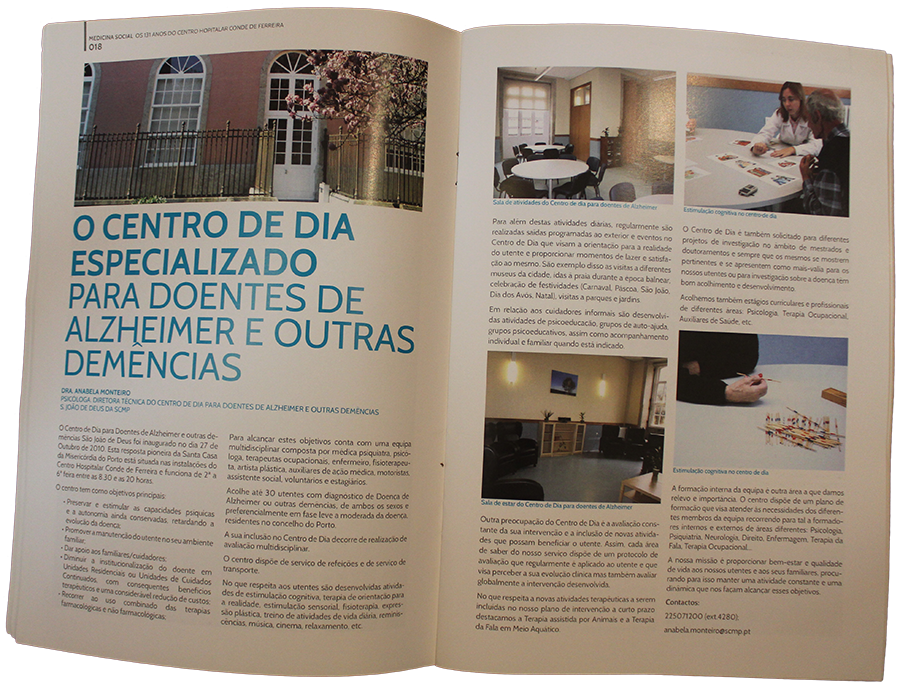 MEDICINA SOCIAL OS 131 ANOS DO CENTRO HOPITALAR CONDE DE FERREIRA
018
O CENTRO DE DIA
ESPECIALIZADO
PARA DOENTES DE
ALZHEIMER E OUTRAS
DEMÊNCIAS
DRA. ANABELA MONTEIRO
PSICÓLOGA. DIRETORA TÉCNICA DO CENTRO DE DIA PARA DOENTES DE ALZHEIMER E OUTRAS DEMÊNCIAS
S. JOÃO DE DEUS DA SCMP
O Centro de Dia para Doentes de Alzheimer e outras de-
mências São João de Deus foi inaugurado no dia 27 de
Outubro de 2010. Esta resposta pioneira da Santa Casa
da Misericórdia do Porto está situada nas instalações do
Centro Hospitalar Conde de Ferreira e funciona de 2ª a
6ª feira entre as 8.30 e as 20 horas.
O centro tem como objetivos principais:
• Preservar e estimular as capacidades psíquicas
e a autonomia ainda conservadas, retardando a
evolução da doença;
• Promover a manutenção do utente no seu ambiente
familiar;
• Dar apoio aos familiares/cuidadores;
• Diminuir a institucionalização do doente em
Unidades Residenciais ou Unidades de Cuidados
Continuados, com consequentes benefícios
terapêuticos e uma considerável redução de custos;
• Recorrer ao uso combinado das terapias
farmacológicas e não farmacológicas;
Para alcançar estes objetivos conta com uma equipa
multidisciplinar composta por médica psiquiatra, psicó-
loga, terapeutas ocupacionais, enfermeiro, fisioterapeu-
ta, artista plástica, auxiliares de ação médica, motorista,
assistente social, voluntários e estagiários.
Acolhe até 30 utentes com diagnóstico de Doença de
Alzheimer ou outras demências, de ambos os sexos e
preferencialmente em fase leve a moderada da doença,
residentes no concelho do Porto.
A sua inclusão no Centro de Dia decorre de realização de
avaliação multidisciplinar.
O centro dispõe de serviço de refeições e de serviço de
transporte.
No que respeita aos utentes são desenvolvidas ativida-
des de estimulação cognitiva, terapia de orientação para
a realidade, estimulação sensorial, fisioterapia, expres-
são plástica, treino de atividades de vida diária, reminis-
cências, música, cinema, relaxamento, etc.
Sala de atividades do Centro de dia para doentes de Alzheimer
Para além destas atividades diárias, regularmente são
realizadas saídas programadas ao exterior e eventos no
Centro de Dia que visam a orientação para a realidade
do utente e proporcionar momentos de lazer e satisfa-
ção ao mesmo. São exemplo disso as visitas a diferentes
museus da cidade, idas à praia durante a época balnear,
celebração de festividades (Carnaval, Páscoa, São João,
Dia dos Avós, Natal), visitas a parques e jardins.
Em relação aos cuidadores informais são desenvolvi-
das atividades de psicoeducação, grupos de auto-ajuda,
grupos psicoeducativos, assim como acompanhamento
individual e familiar quando está indicado.
Sala de estar do Centro de Dia para doentes de Alzheimer
Outra preocupação do Centro de Dia é a avaliação cons-
tante da sua intervenção e a inclusão de novas ativida-
des que possam beneficiar o utente. Assim, cada área
de saber do nosso serviço dispõe de um protocolo de
avaliação que regularmente é aplicado ao utente e que
visa perceber a sua evolução clínica mas também avaliar
globalmente a intervenção desenvolvida.
No que respeita a novas atividades terapêuticas a serem
incluídas no nosso plano de intervenção a curto prazo
destacamos a Terapia assistida por Animais e a Terapia
da Fala em Meio Aquático.
Estimulação cognitiva no centro de dia
O Centro de Dia é também solicitado para diferentes
projetos de investigação no âmbito de mestrados e
doutoramentos e sempre que os mesmos se mostrem
pertinentes e se apresentem como mais-valia para os
nossos utentes ou para investigação sobre a doença têm
bom acolhimento e desenvolvimento.
Acolhemos também estágios curriculares e profissionais
de diferentes áreas: Psicologia, Terapia Ocupacional,
Auxiliares de Saúde, etc.
Estimulação cognitiva no centro de dia
A formação interna da equipa é outra área a que damos
relevo e importância. O centro dispõe de um plano de
formação que visa atender às necessidades dos diferen-
tes membros da equipa recorrendo para tal a formado-
res internos e externos de áreas diferentes: Psicologia,
Psiquiatria, Neurologia, Direito, Enfermagem, Terapia da
Fala, Terapia Ocupacional...
A nossa missão é proporcionar bem-estar e qualidade
de vida aos nossos utentes e aos seus familiares, procu-
rando para isso manter uma atividade constante e uma
dinâmica que nos façam alcançar esses objetivos.
Contactos:
225071200 (ext.4280);
anabela.monteiro@scmp.pt